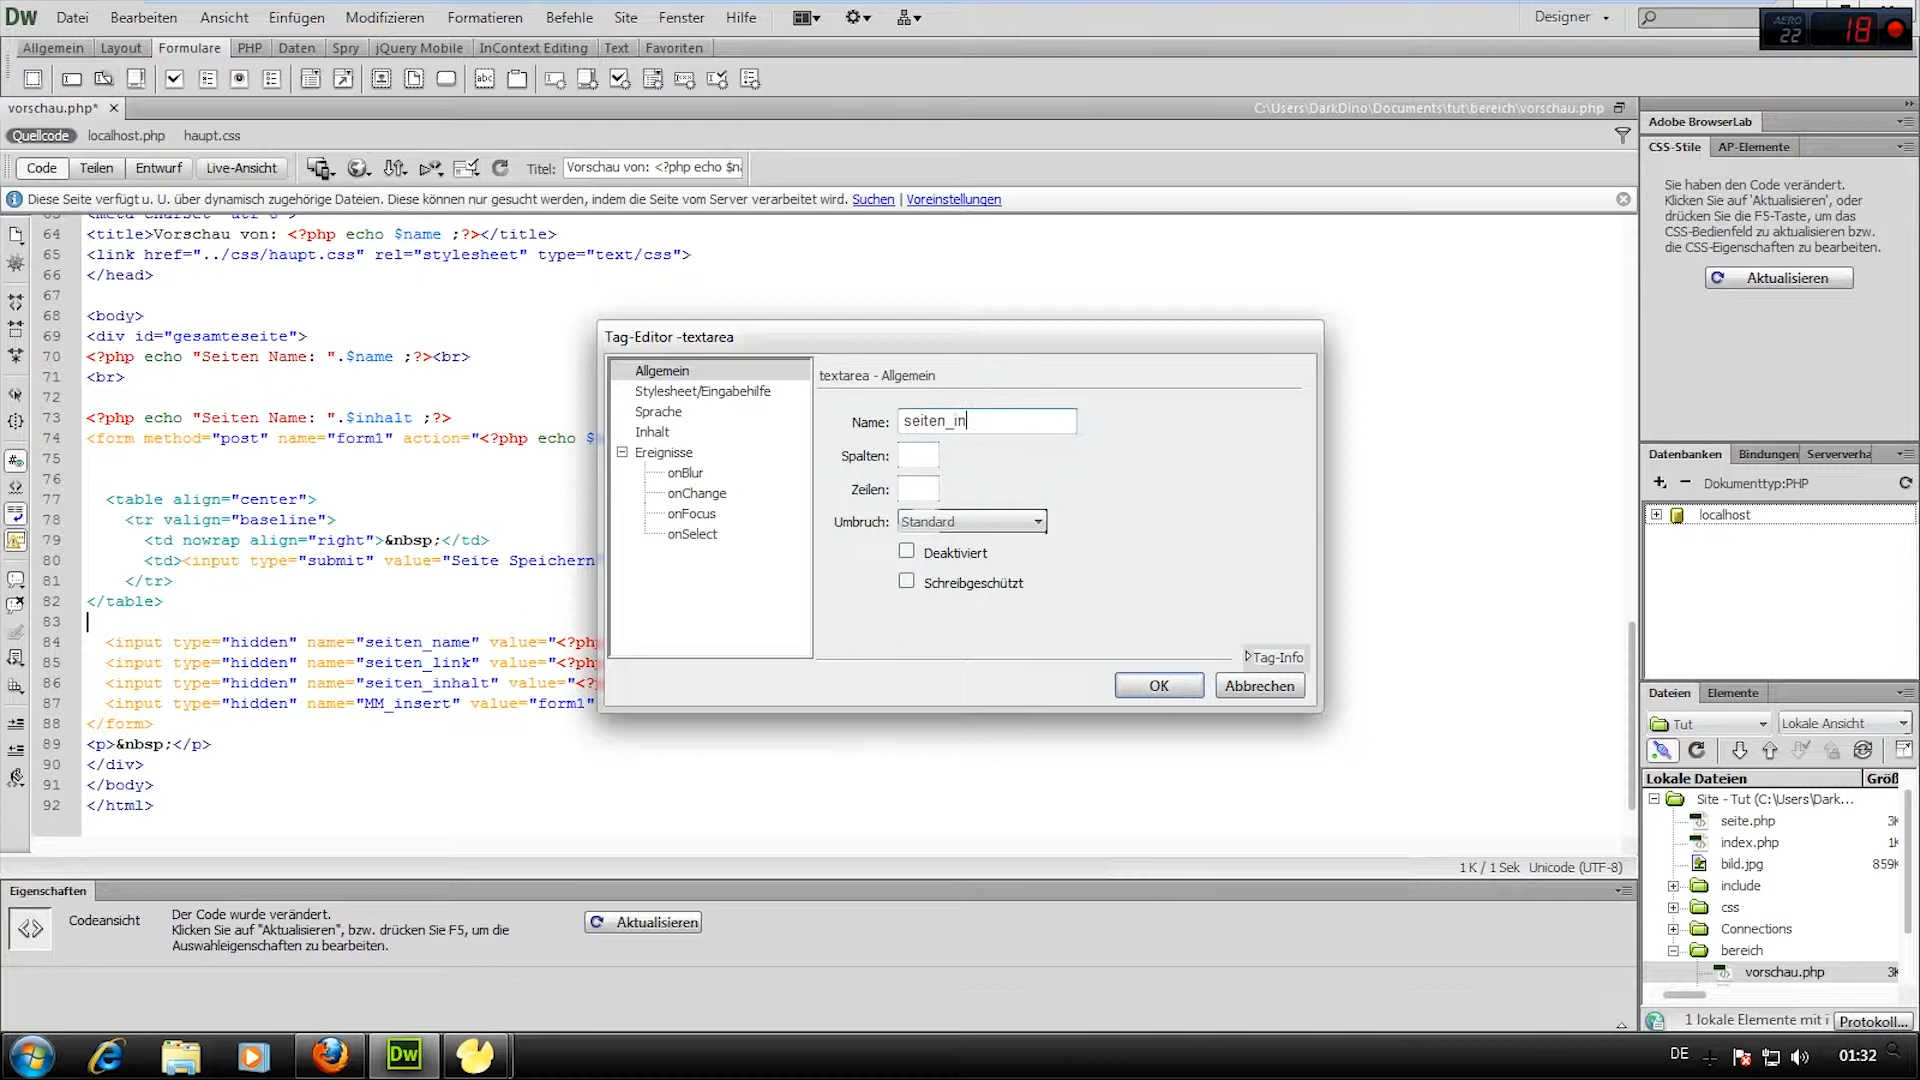 Dw Datei Bearbeiten Ansicht Einfügen Modifizieren Formatieren Befehle Site Fenster Hilfe Designer
AERO 22 18
Allgemein Layout Formulare PHP Daten Spry jQuery Mobile InContext Editing Text Favoriten
vorschau.php* C:\Users\DarkDino\Documents\tut\bereich\vorschau.php
Quellcode localhost.php haupt.css
Code Teilen Entwurf Live-Ansicht Titel: Vorschau von: <?php echo $n
Diese Seite verfügt u. U. über dynamisch zugehörige Dateien. Diese können nur gesucht werden, indem die Seite vom Server verarbeitet wird. Suchen | Voreinstellungen
64 <title>Vorschau von: <?php echo $name ;?></title>
65 <link href="../css/haupt.css" rel="stylesheet" type="text/css">
66 </head>
67
68 <body>
69 <div id="gesamteseite">
70 <?php echo "Seiten Name: ".$name ;?><br>
71 <br>
72
73 <?php echo "Seiten Name: ".$inhalt ;?>
74 <form method="post" name="form1" action="<?php echo $
75
76
77 <table align="center">
78 <tr valign="baseline">
79 <td nowrap align="right">&nbsp;</td>
80 <td><input type="submit" value="Seite Speichern
81 </tr>
82 </table>
83
84 <input type="hidden" name="seiten_name" value="<?php
85 <input type="hidden" name="seiten_link" value="<?php
86 <input type="hidden" name="seiten_inhalt" value="<?
87 <input type="hidden" name="MM_insert" value="form1"
88 </form>
89 <p>&nbsp;</p>
90 </div>
91 </body>
92 </html>
Tag-Editor -textarea
Allgemein
Stylesheet/Eingabehilfe
Sprache
Inhalt
Ereignisse
onBlur
onChange
onFocus
onSelect
textarea - Allgemein
Name: seiten_in
Spalten:
Zeilen:
Umbruch: Standard
Deaktiviert
Schreibgeschützt
Tag-Info
OK Abbrechen
1 K / 1 Sek Unicode (UTF-8)
Eigenschaften
Codeansicht
Der Code wurde verändert.
Klicken Sie auf "Aktualisieren", bzw. drücken Sie F5, um die
Auswahleigenschaften zu bearbeiten.
Aktualisieren
Adobe BrowserLab
CSS-Stile AP-Elemente
Sie haben den Code verändert.
Klicken Sie auf 'Aktualisieren', oder
drücken Sie die F5-Taste, um das
CSS-Bedienfeld zu aktualisieren bzw.
die CSS-Eigenschaften zu bearbeiten.
Aktualisieren
Datenbanken Bindungen Serververha
Dokumenttyp:PHP
localhost
Dateien Elemente
Tut Lokale Ansicht
Lokale Dateien Größ
Site - Tut (C:\Users\Dark...
seite.php 3K
index.php 1K
bild.jpg 859K
include
css
Connections
bereich
vorschau.php 3K
1 lokale Elemente mit i Protokoll...
Dw DE 01:32